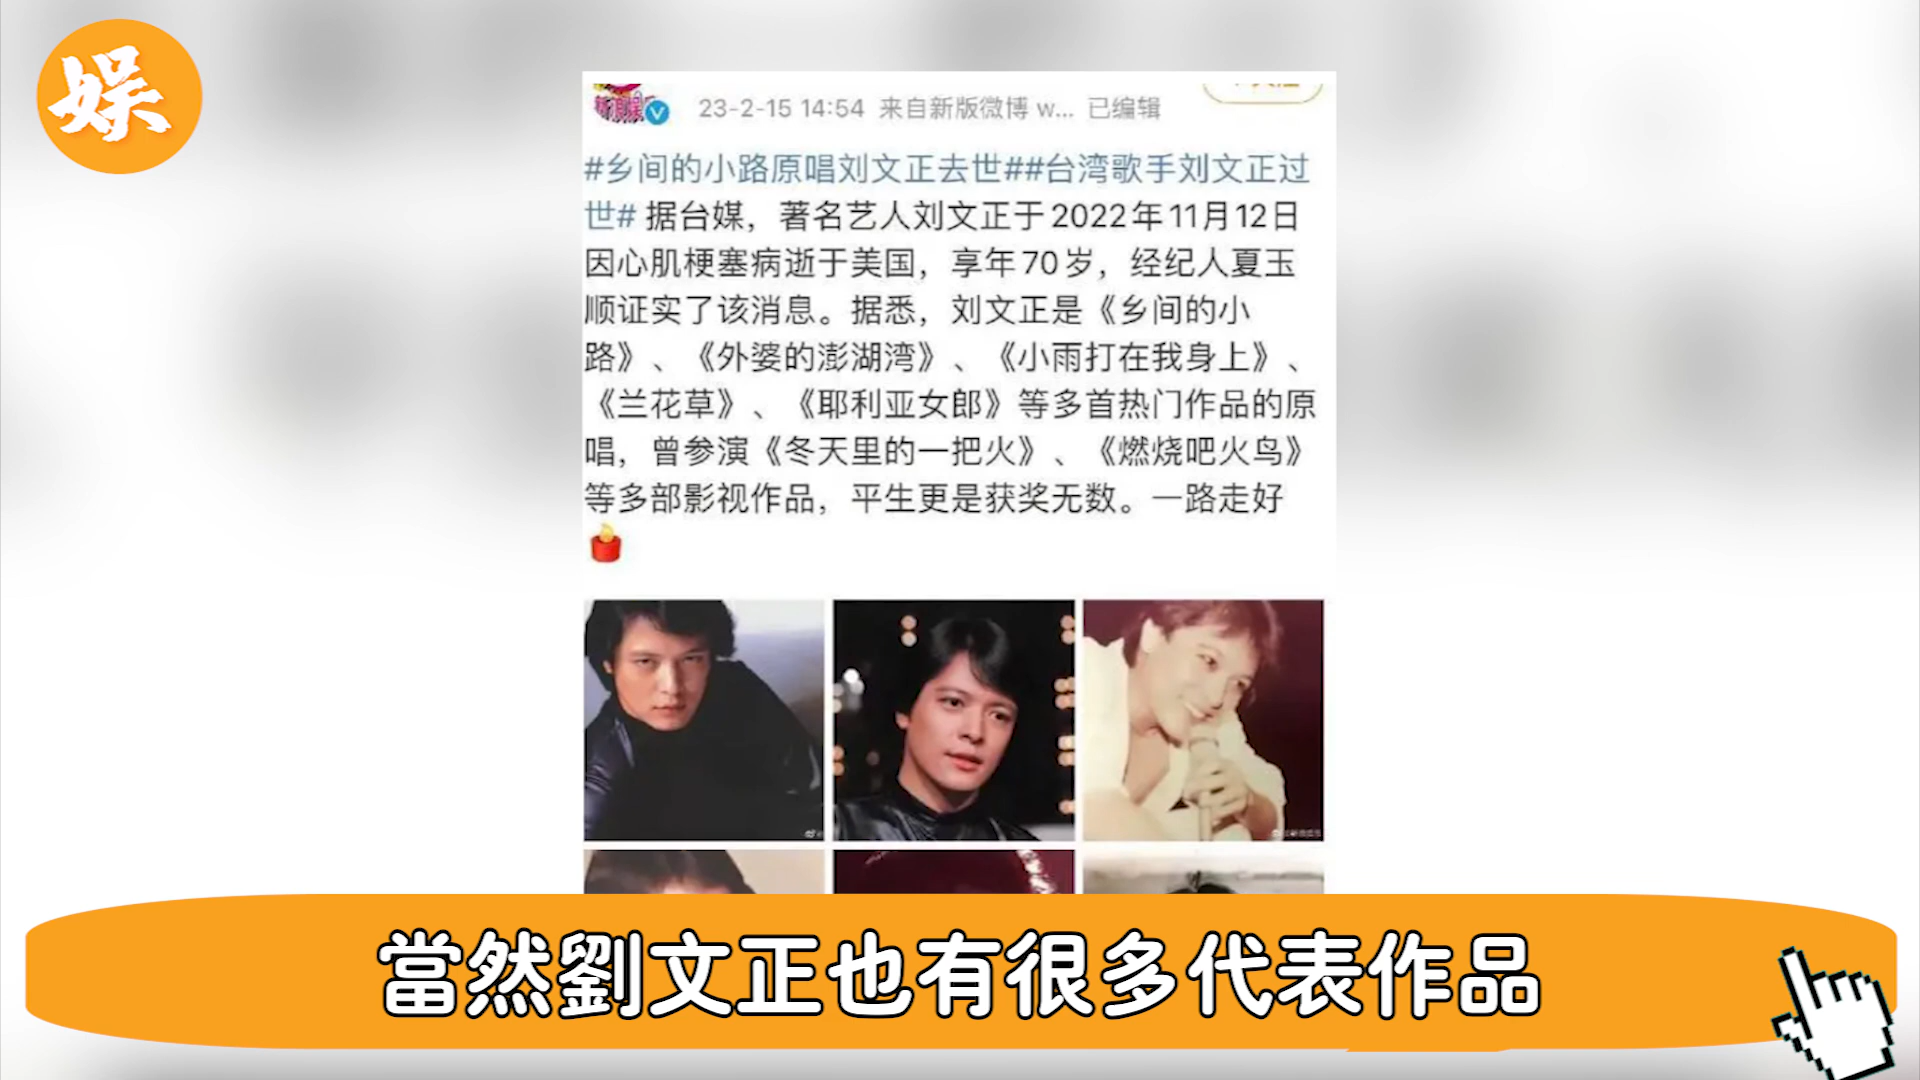 娱
23-2-15 14:54 来自新版微博 w... 已编辑
#乡间的小路原唱刘文正去世##台湾歌手刘文正过
世# 据台媒，著名艺人刘文正于2022年11月12日
因心肌梗塞病逝于美国，享年70岁，经纪人夏玉
顺证实了该消息。据悉，刘文正是《乡间的小
路》、《外婆的澎湖湾》、《小雨打在我身上》、
《兰花草》、《耶利亚女郎》等多首热门作品的原
唱，曾参演《冬天里的一把火》、《燃烧吧火鸟》
等多部影视作品，平生更是获奖无数。一路走好
當然劉文正也有很多代表作品